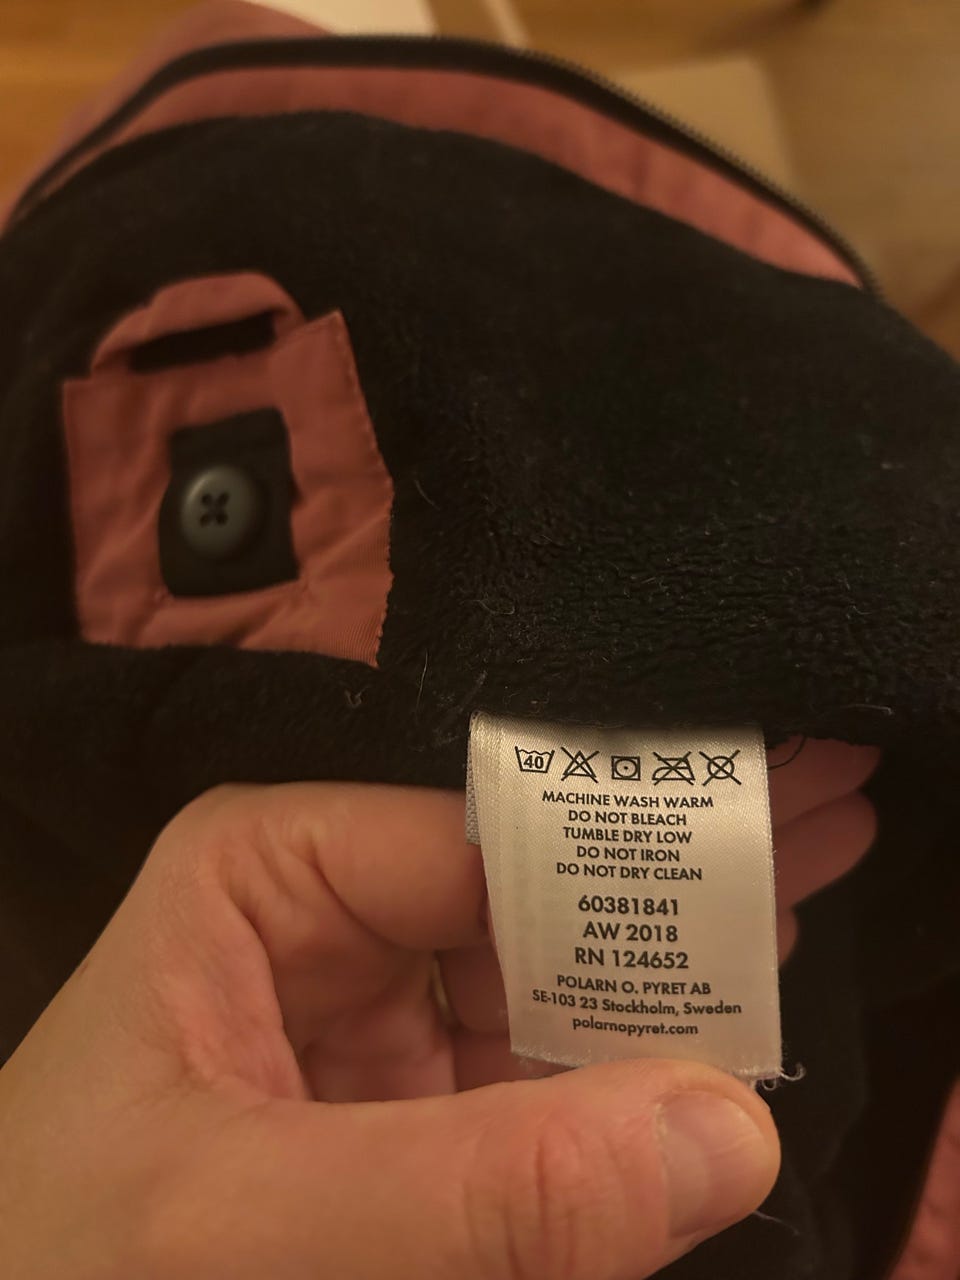 40
MACHINE WASH WARM
DO NOT BLEACH
TUMBLE DRY LOW
DO NOT IRON
DO NOT DRY CLEAN
60381841
AW 2018
RN 124652
POLARN O. PYRET AB
SE-103 23 Stockholm, Sweden
polarnopyret.com